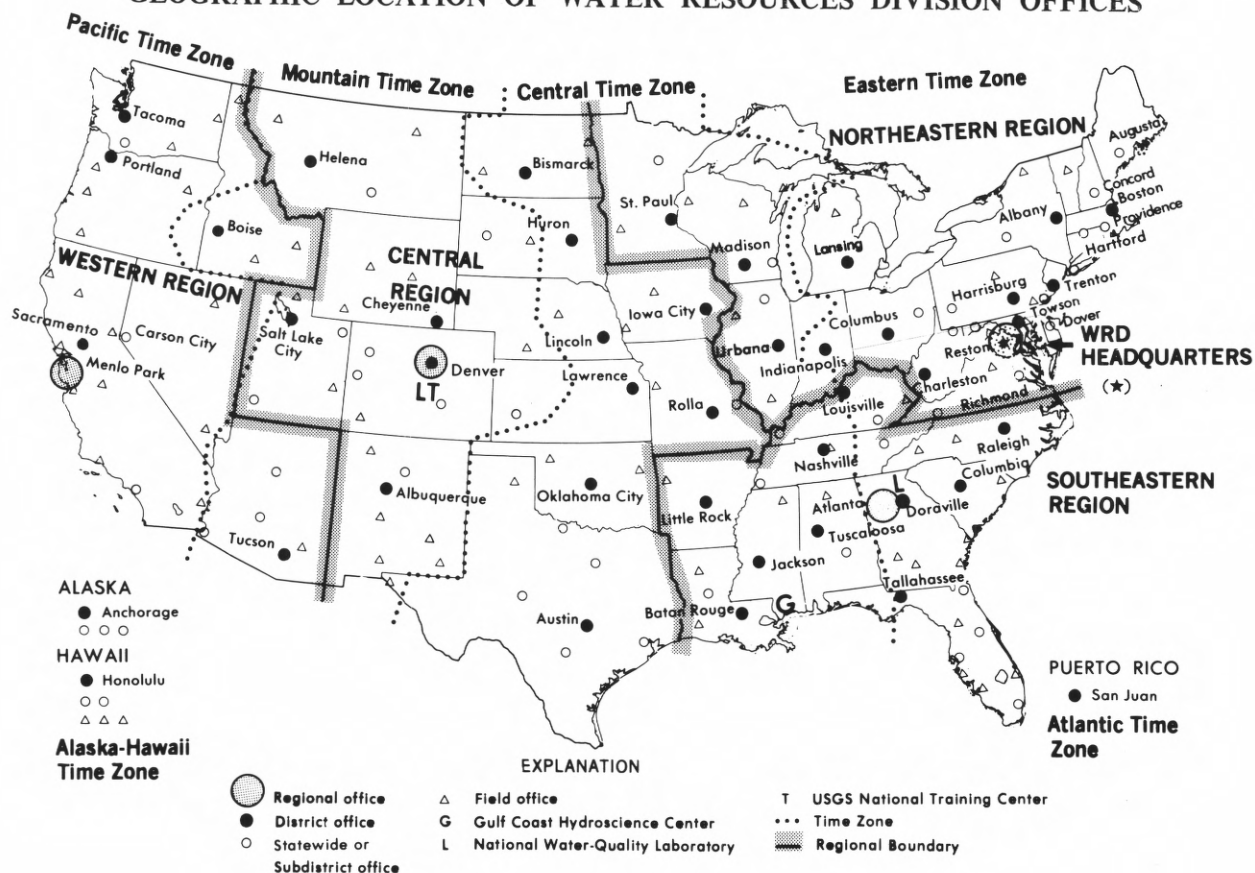 GEOGRAPHIC LOCATION OF WATER RESOURCES DIVISION OFFICES
Pacific Time Zone
Mountain Time Zone
Central Time Zone
Eastern Time Zone
NORTHEASTERN REGION
Augusta
Tacoma
Helena
Bismarck
Portland
Concord
Boston
St. Paul
Albany
Providence
Huron
Boise
Hartford
Madison
Lansing
WESTERN REGION
CENTRAL
REGION
Harrisburg
Trenton
Iowa City
Towson
Cheyenne
Columbus
Dover
Sacramento
Carson City
Salt Lake
City
Lincoln
Urbana
Reston
WRD
HEADQUARTERS
(★)
Menlo Park
Indianapolis
Denver
LT
Lawrence
Charleston
Rolla
Louisville
Richmond
Raleigh
Nashville
Columbia
SOUTHEASTERN
REGION
Albuquerque
Oklahoma City
L
Atlanta
Little Rock
Doraville
Tuscaloosa
Tucson
Jackson
ALASKA
Tallahassee
Anchorage
Austin
Batan Rouge
G
HAWAII
Honolulu
PUERTO RICO
San Juan
Atlantic Time
Zone
Alaska-Hawaii
Time Zone
EXPLANATION
Regional office
District office
Statewide or
Subdistrict office
Field office
G Gulf Coast Hydroscience Center
L National Water-Quality Laboratory
T USGS National Training Center
Time Zone
Regional Boundary